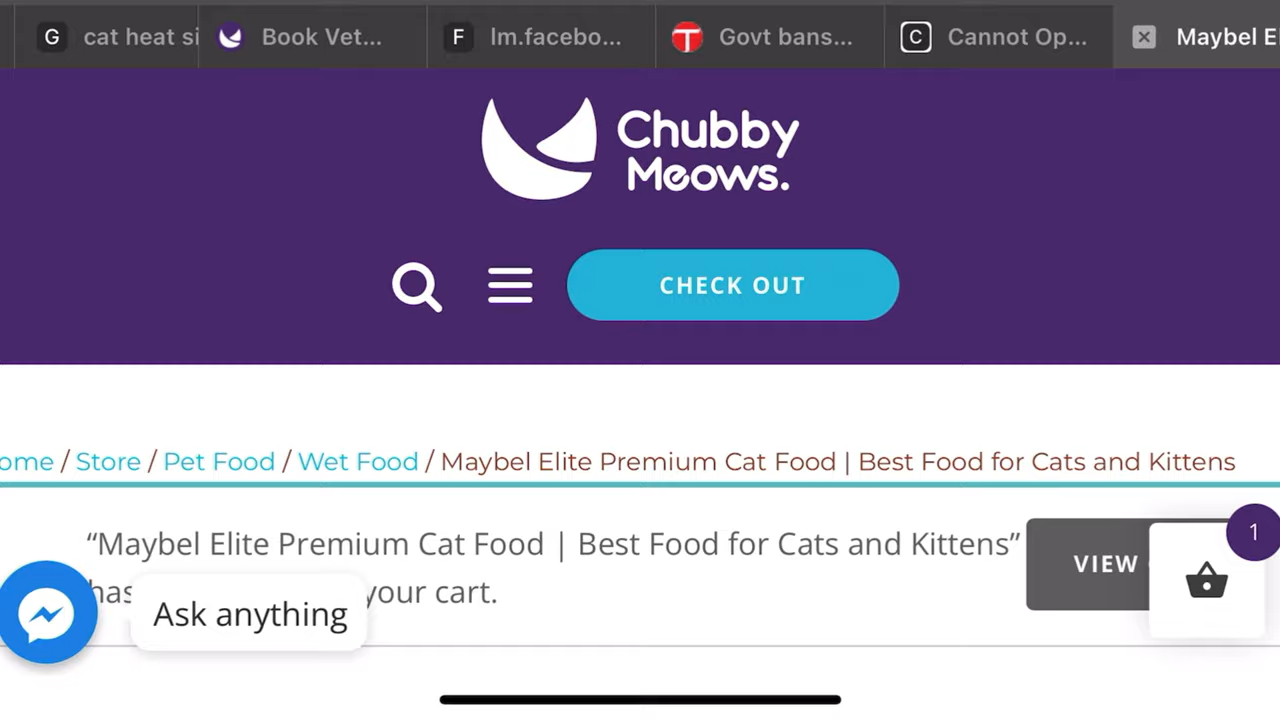 G cat heat si Book Vet... F lm.facebo... Govt bans... C Cannot Op... Maybel E
Chubby
Meows.
CHECK OUT
ome / Store / Pet Food / Wet Food / Maybel Elite Premium Cat Food | Best Food for Cats and Kittens
“Maybel Elite Premium Cat Food | Best Food for Cats and Kittens”
has your cart.
VIEW
1
Ask anything